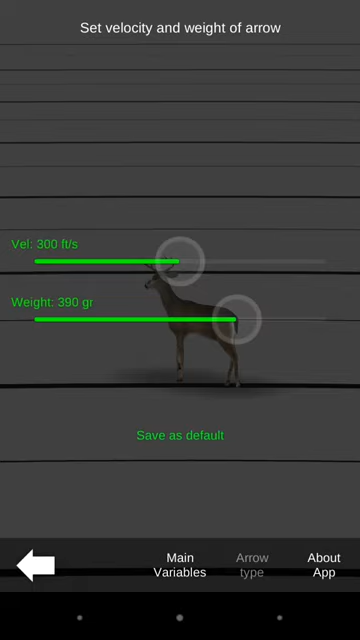 Set velocity and weight of arrow
Vel: 300 ft/s
Weight: 390 gr
Save as default
Main
Variables
Arrow
type
About
App